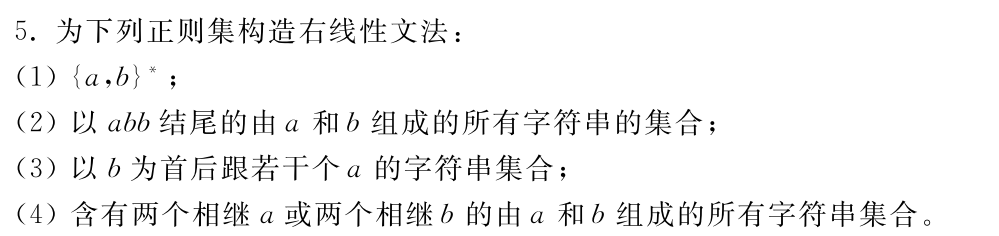 5. 为下列正则集构造右线性文法:
(1) {a,b}*;
(2) 以 abb 结尾的由 a 和 b 组成的所有字符串的集合;
(3) 以 b 为首后跟若干个 a 的字符串集合;
(4) 含有两个相继 a 或两个相继 b 的由 a 和 b 组成的所有字符串集合。